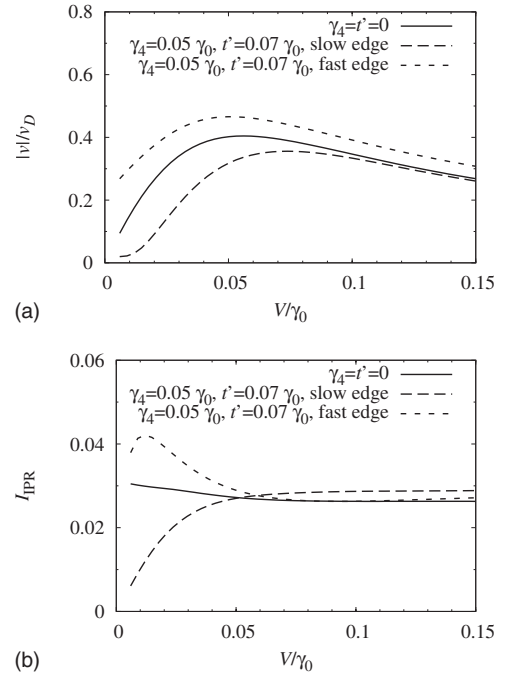 0.8
0.6
0.4
0.2
0
|v|/v_D
γ₄=t'=0
γ₄=0.05 γ₀, t'=0.07 γ₀, slow edge
γ₄=0.05 γ₀, t'=0.07 γ₀, fast edge
0 0.05 0.1 0.15
(a) V/γ₀
0.06
0.04
0.02
0
I_IPR
γ₄=t'=0
γ₄=0.05 γ₀, t'=0.07 γ₀, slow edge
γ₄=0.05 γ₀, t'=0.07 γ₀, fast edge
0 0.05 0.1 0.15
(b) V/γ₀